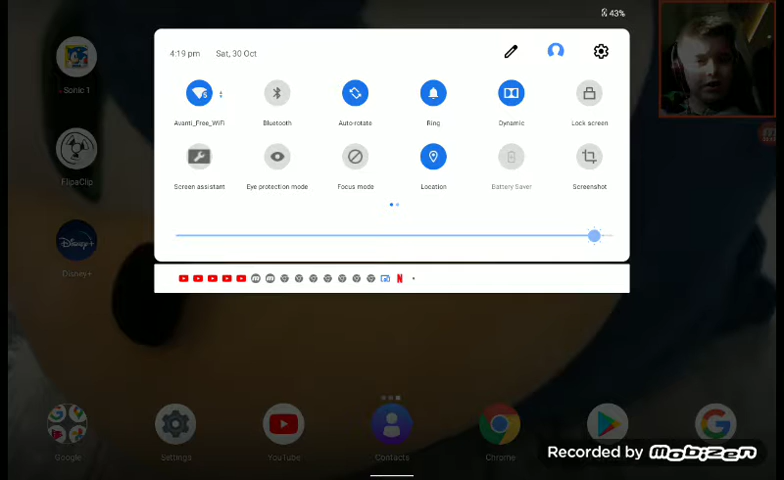 43%
4:19 pm Sat, 30 Oct
Avanti_Free_WiFi Bluetooth Auto-rotate Ring Dynamic Lock screen
Screen assistant Eye protection mode Focus mode Location Battery Saver Screenshot
Sonic 1
FlipaClip
Disney+
Disney+
Google Settings YouTube Contacts Chrome
Recorded by Mobizen